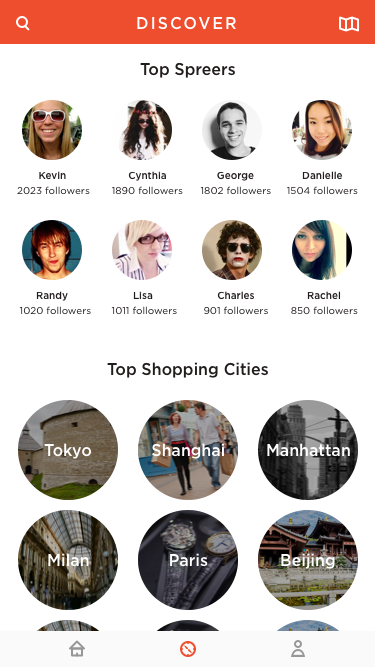 DISCOVER
Top Spreers
Kevin
2023 followers
Cynthia
1890 followers
George
1802 followers
Danielle
1504 followers
Randy
1020 followers
Lisa
1011 followers
Charles
901 followers
Rachel
850 followers
Top Shopping Cities
Tokyo
Shanghai
Manhattan
Milan
Paris
Beijing